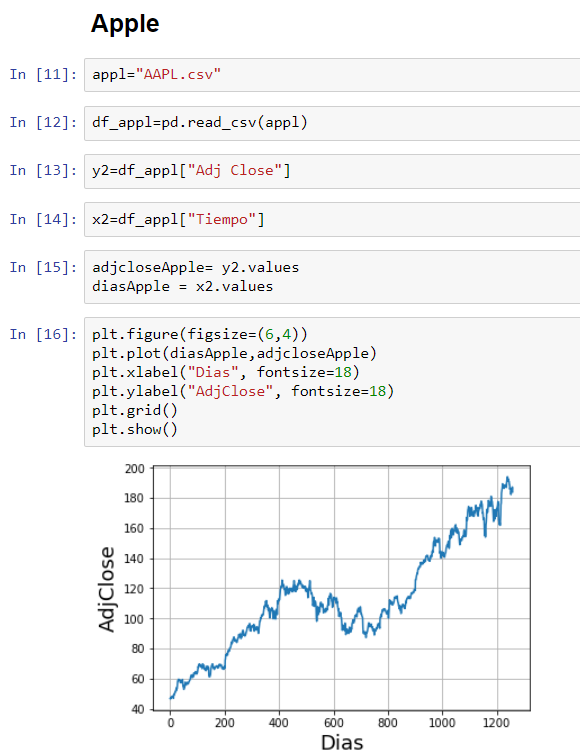 Apple
In [11]: appl="AAPL.csv"
In [12]: df_appl=pd.read_csv(appl)
In [13]: y2=df_appl["Adj Close"]
In [14]: x2=df_appl["Tiempo"]
In [15]: adjcloseApple= y2.values
diasApple = x2.values
In [16]: plt.figure(figsize=(6,4))
plt.plot(diasApple,adjcloseApple)
plt.xlabel("Dias", fontsize=18)
plt.ylabel("AdjClose", fontsize=18)
plt.grid()
plt.show()
200
180
160
140
120
100
80
60
40
AdjClose
0 200 400 600 800 1000 1200
Dias